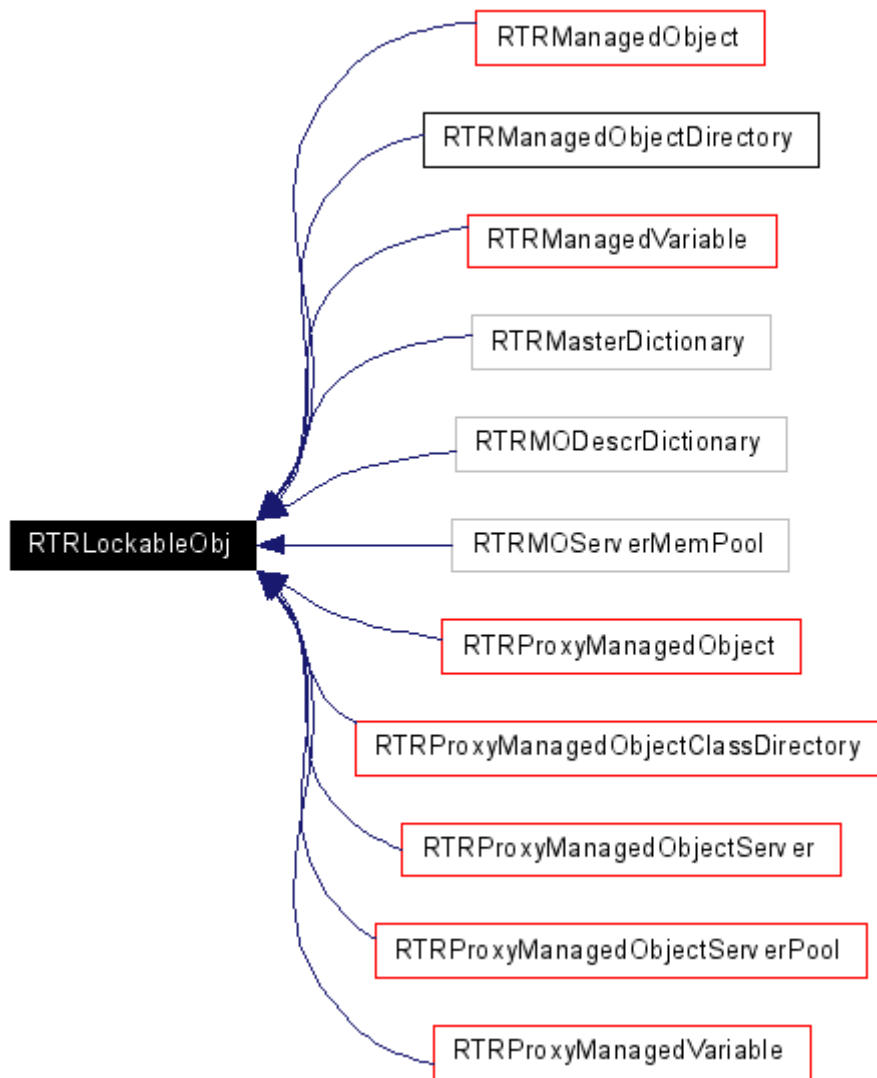 RTRManagedObject
RTRManagedObjectDirectory
RTRManagedVariable
RTRMasterDictionary
RTRMODescrDictionary
RTRLockableObj
RTRMOServerMemPool
RTRProxyManagedObject
RTRProxyManagedObjectClassDirectory
RTRProxyManagedObjectServer
RTRProxyManagedObjectServerPool
RTRProxyManagedVariable